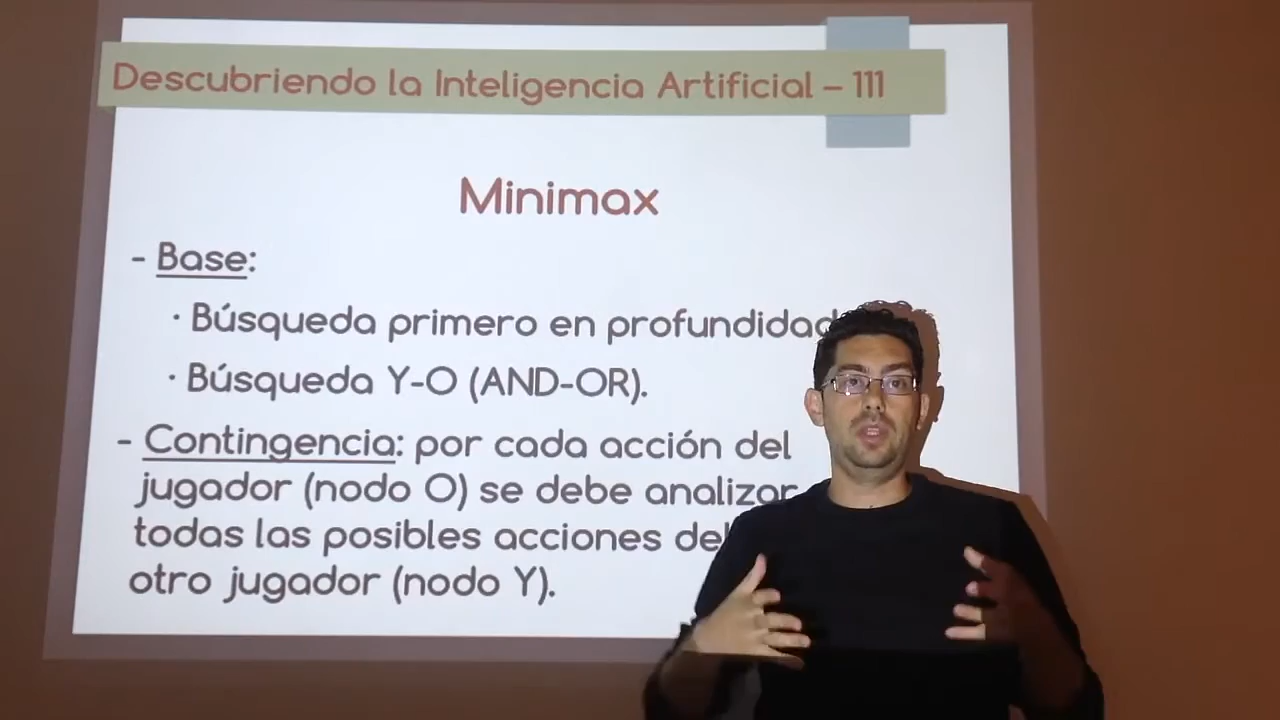 Descubriendo la Inteligencia Artificial – 111
Minimax
- Base:
· Búsqueda primero en profundidad
· Búsqueda Y-O (AND-OR).
- Contingencia: por cada acción del
jugador (nodo O) se debe analizar
todas las posibles acciones del
otro jugador (nodo Y).